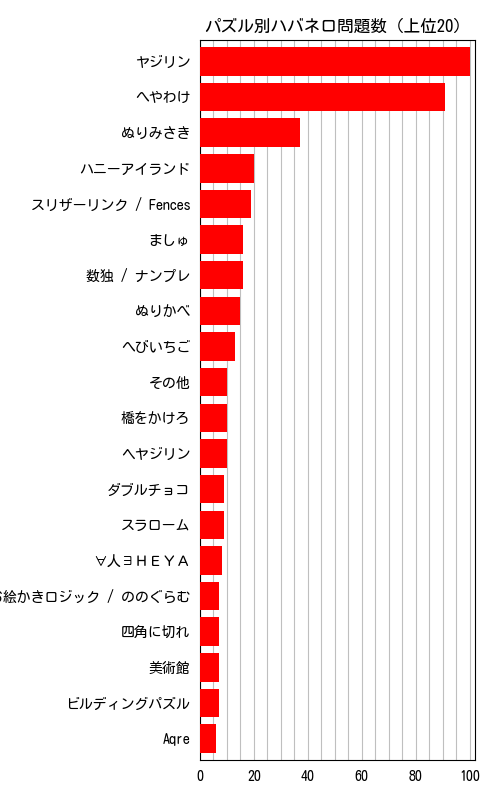 パズル別ハバネロ問題数 (上位20)
ヤジリン
へやわけ
ぬりみさき
ハニーアイランド
スリザーリンク / Fences
ましゅ
数独 / ナンプレ
ぬりかべ
へびいちご
その他
橋をかけろ
ヘヤジリン
ダブルチョコ
スラローム
∀人∃ＨＥＹＡ
絵かきロジック / ののぐらむ
四角に切れ
美術館
ビルディングパズル
Aqre
0 20 40 60 80 100